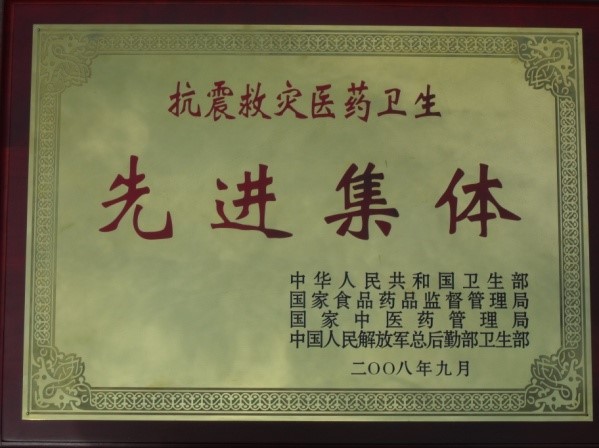 抗震救灾医药卫生
先进集体
中华人民共和国卫生部
国家食品药品监督管理局
国家中医药管理局
中国人民解放军总后勤部卫生部
二〇〇八年九月